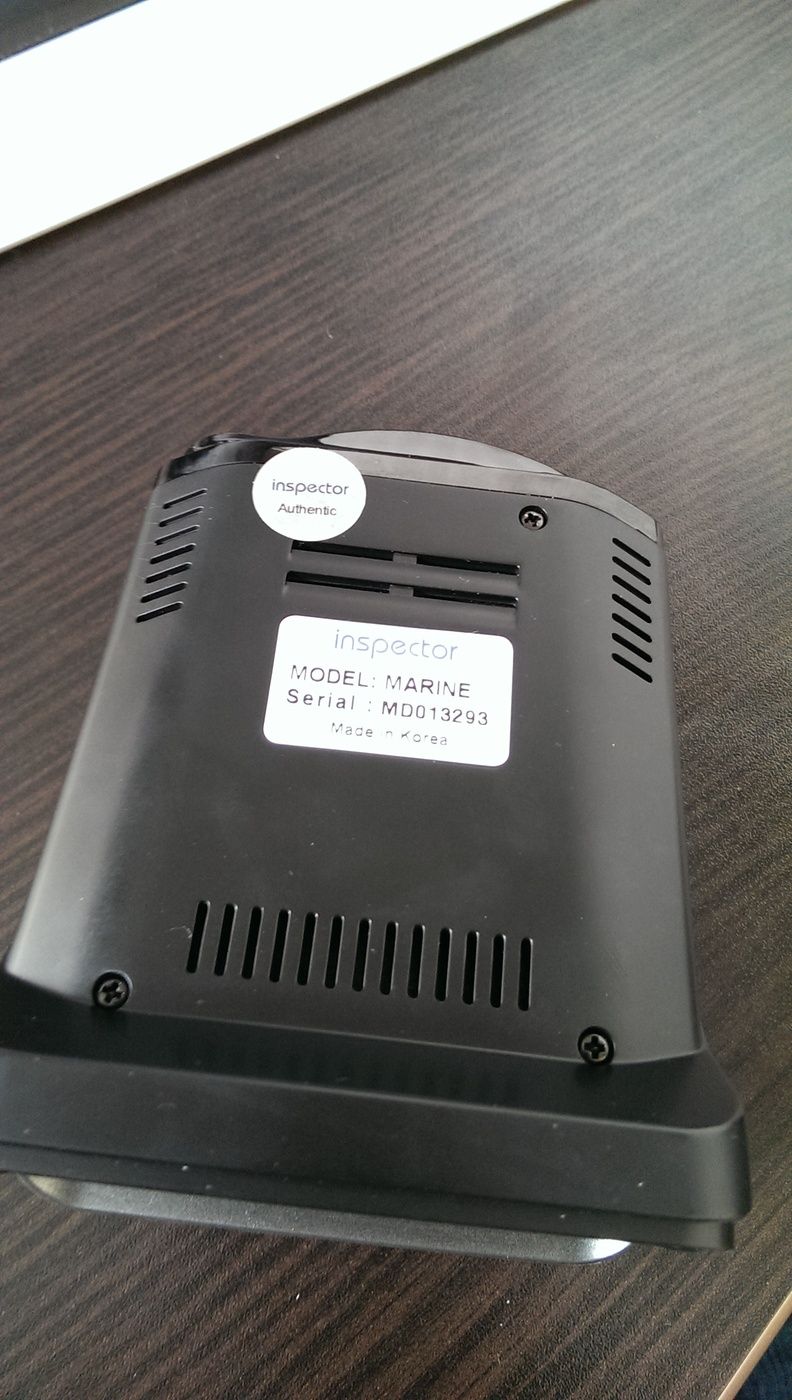 inspector
Authentic
inspector
MODEL: MARINE
Serial : MD013293
Made in Korea